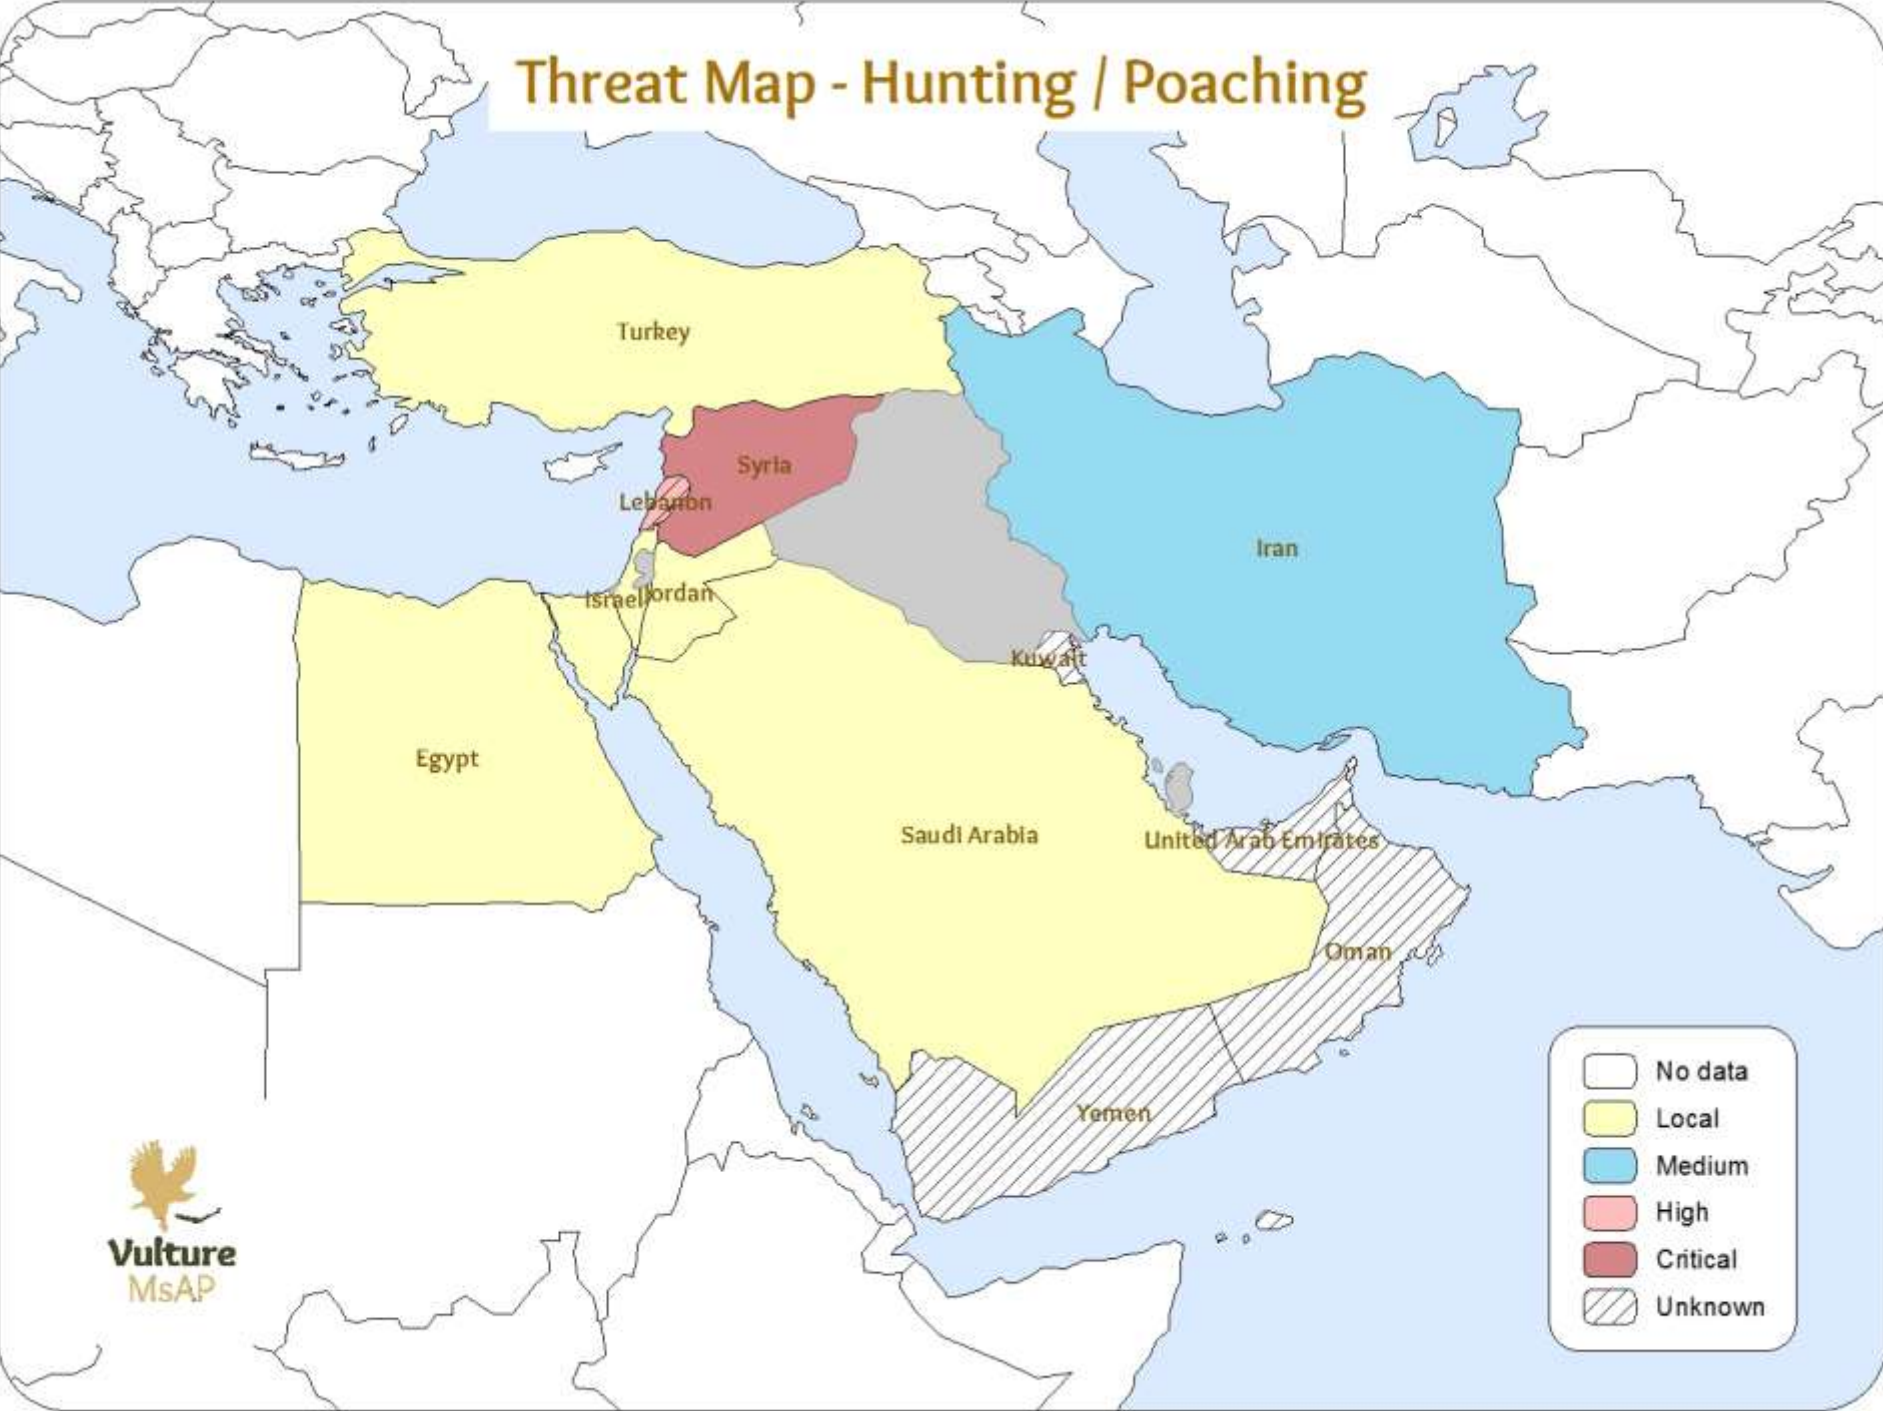 Threat Map - Hunting / Poaching
Turkey
Syria
Lebanon
Iran
Israel
Jordan
Kuwait
Egypt
Saudi Arabia
United Arab Emirates
Oman
Yemen
No data
Local
Medium
High
Critical
Unknown
Vulture
MsAP